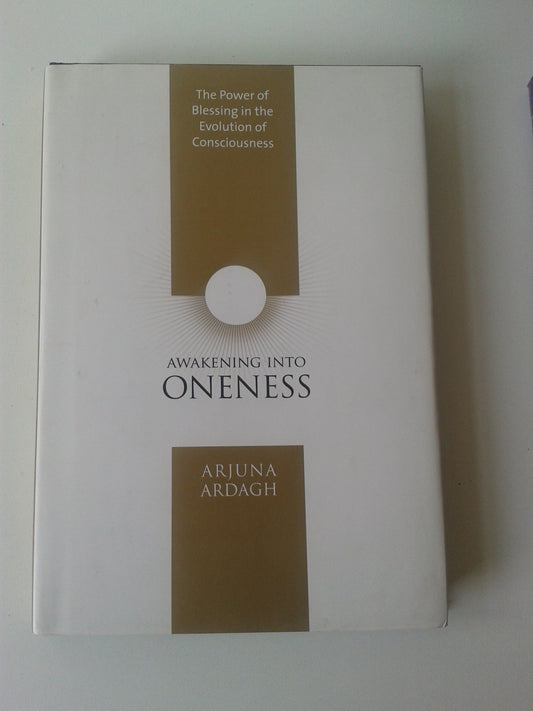 The Power of
Blessing in the
Evolution of
Consciousness
AWAKENING INTO
ONENESS
ARJUNA
ARDAGH